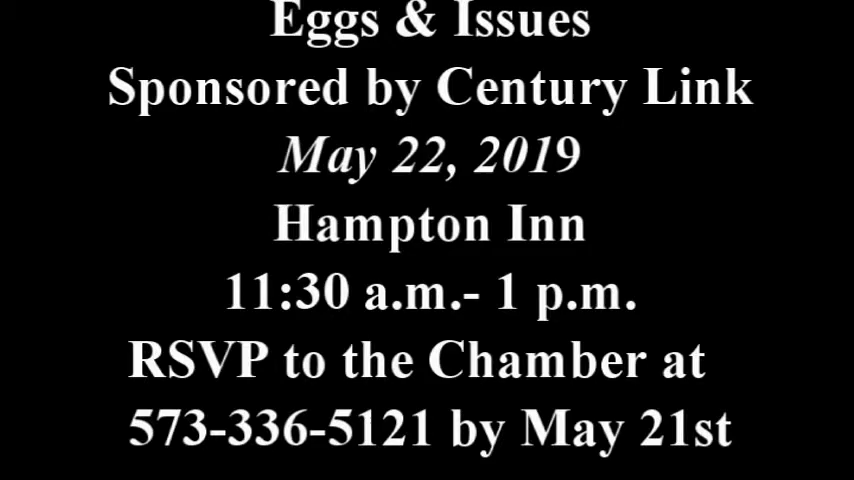 Eggs & Issues
Sponsored by Century Link
May 22, 2019
Hampton Inn
11:30 a.m.- 1 p.m.
RSVP to the Chamber at
573-336-5121 by May 21st